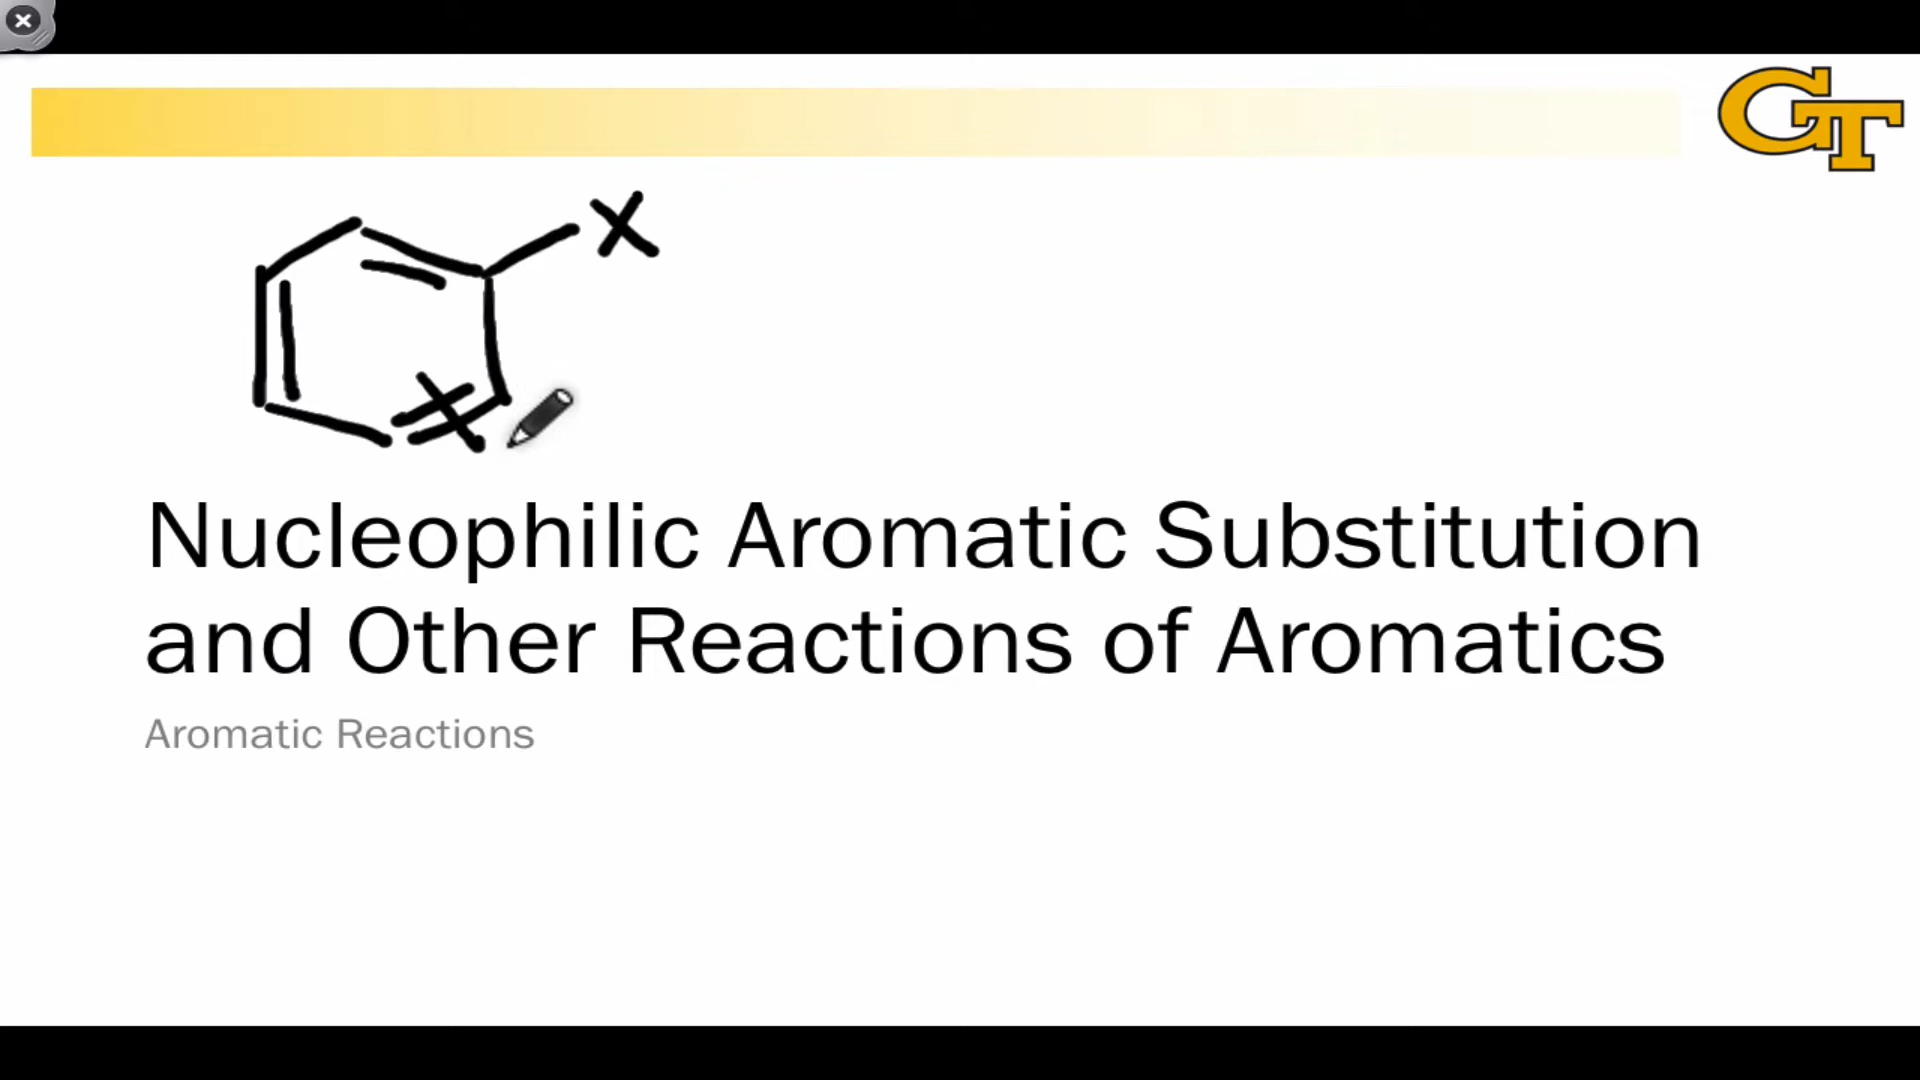 GT
X
Nucleophilic Aromatic Substitution
and Other Reactions of Aromatics
Aromatic Reactions